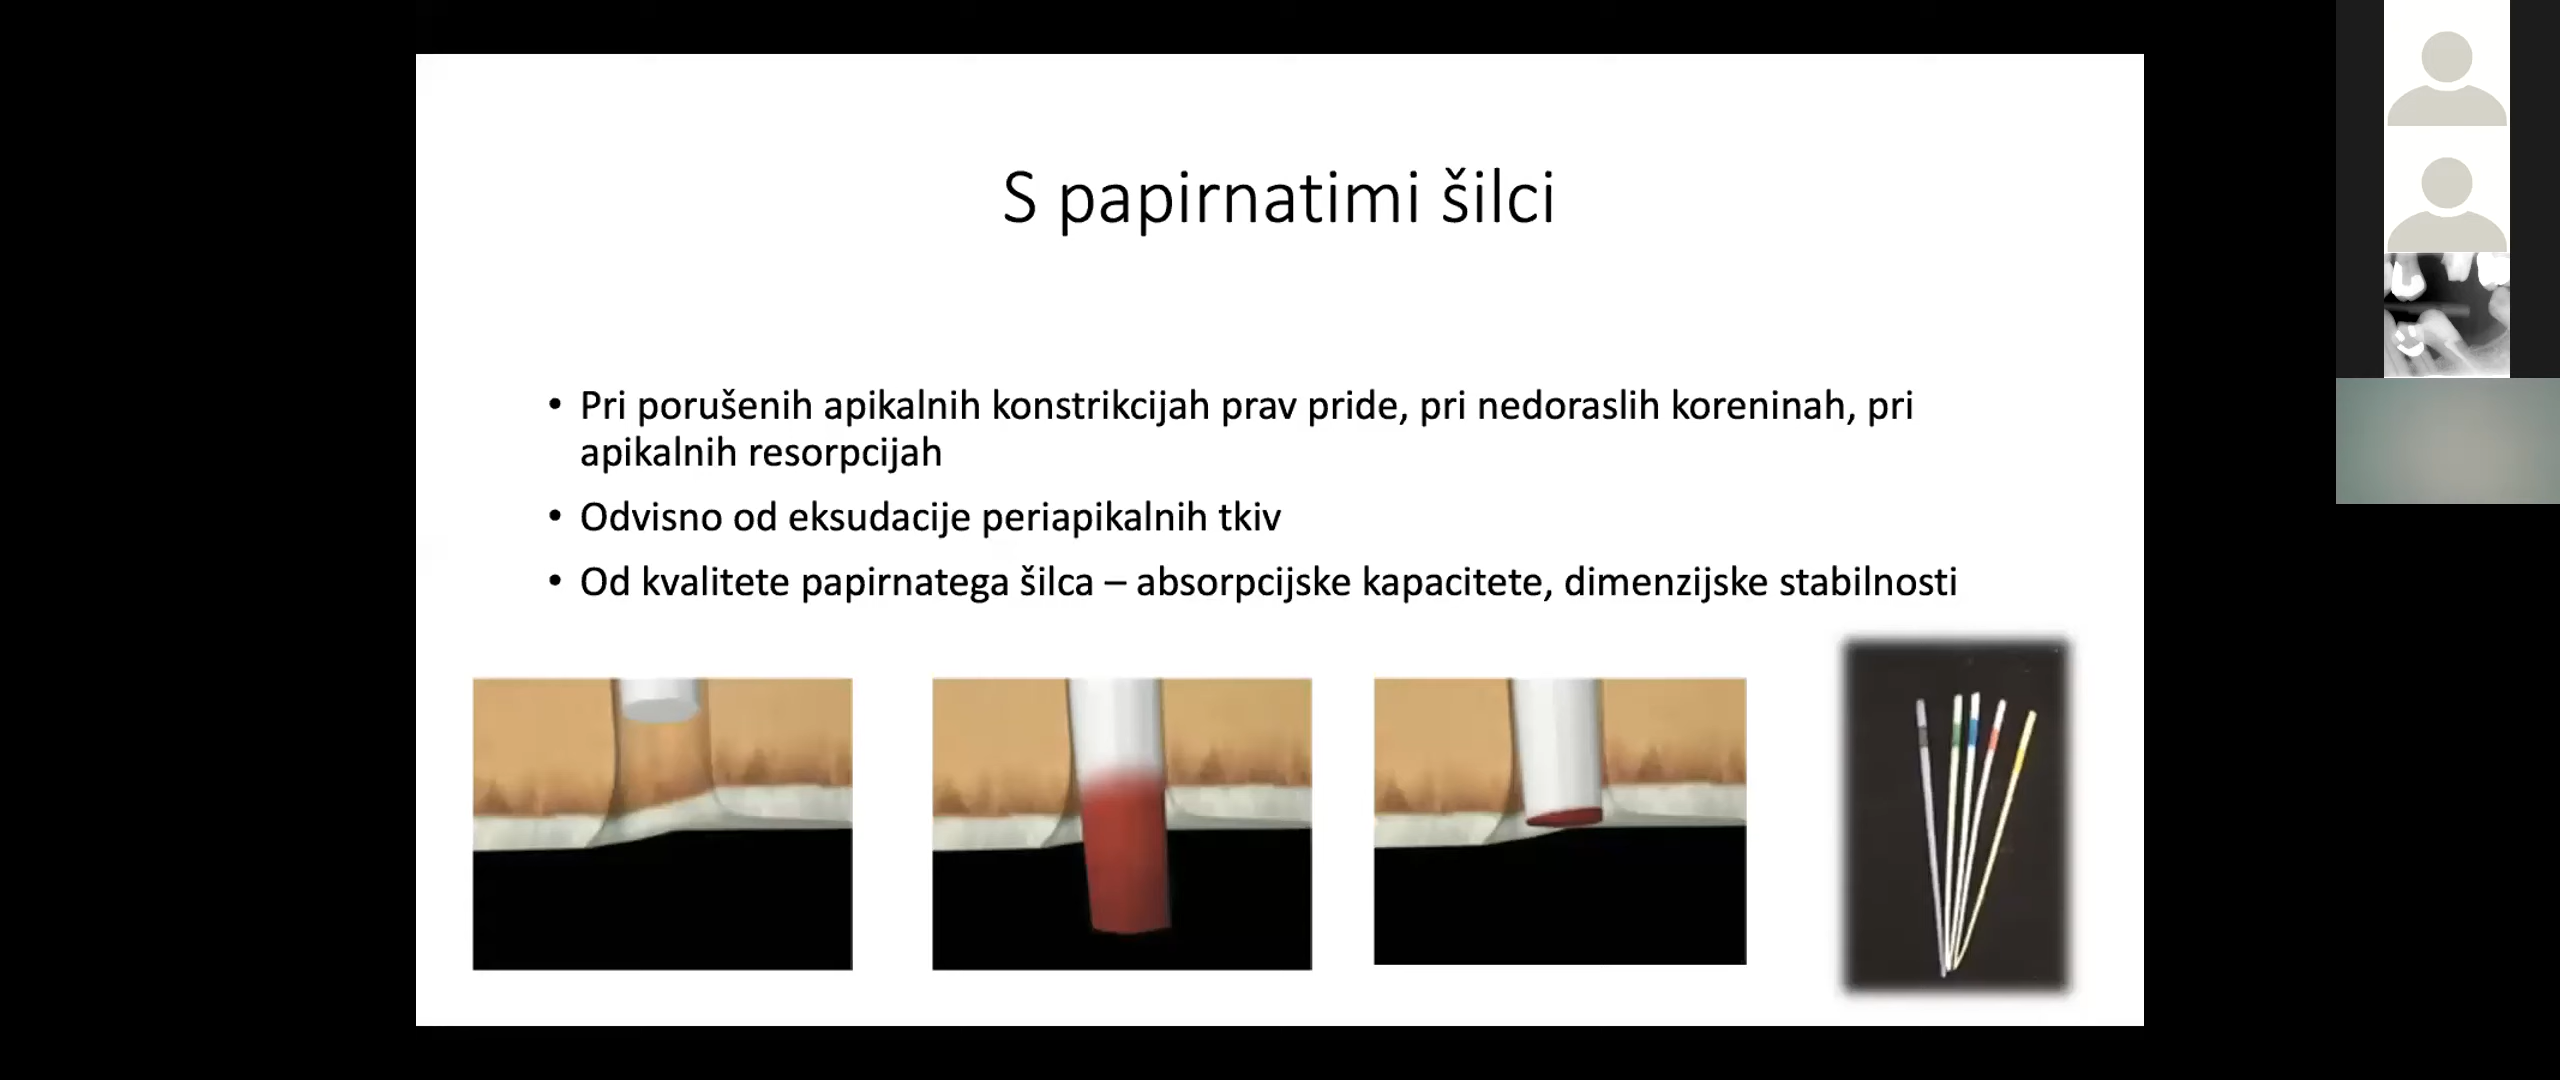 S papirnatimi šilci
• Pri porušenih apikalnih konstrikcijah prav pride, pri nedoraslih koreninah, pri
apikalnih resorpcijah
• Odvisno od eksudacije periapikalnih tkiv
• Od kvalitete papirnatega šilca – absorpcijske kapacitete, dimenzijske stabilnosti